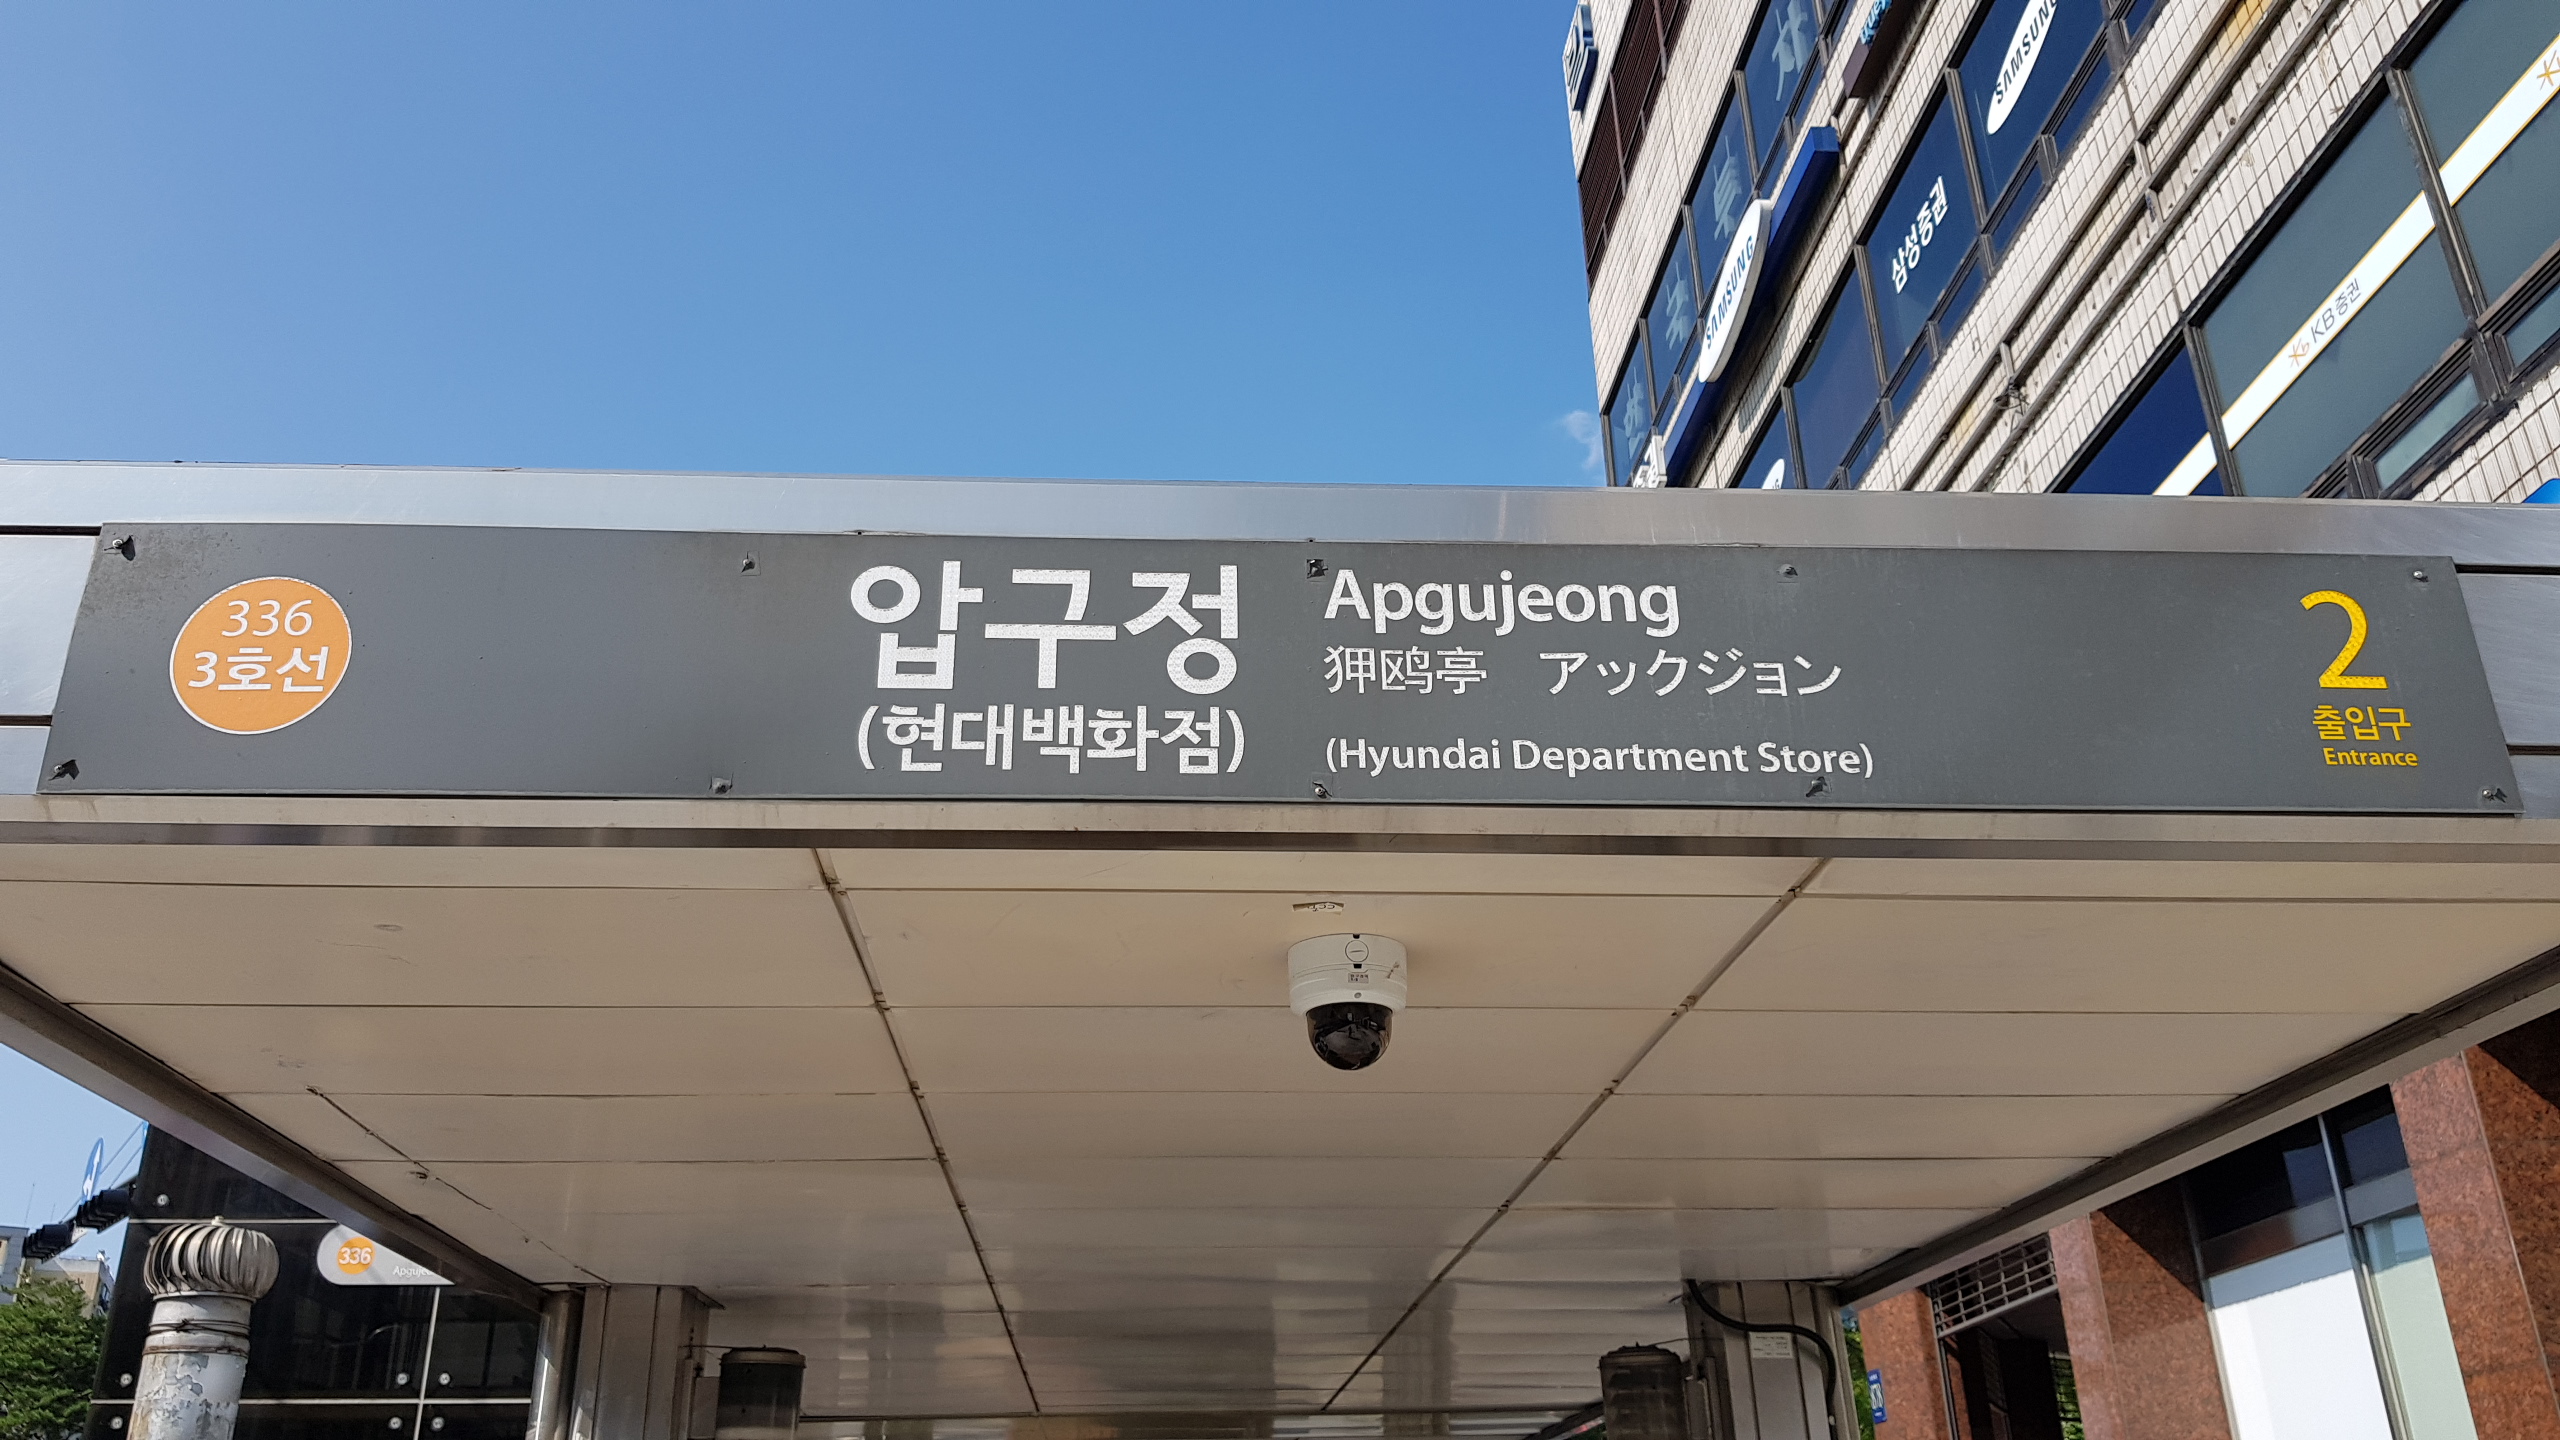 SAMSUNG
SAMSUNG
삼성증권
KB증권
336
3호선
압구정
(현대백화점)
Apgujeong
狎鸥亭 アックジョン
(Hyundai Department Store)
2
출입구
Entrance
336